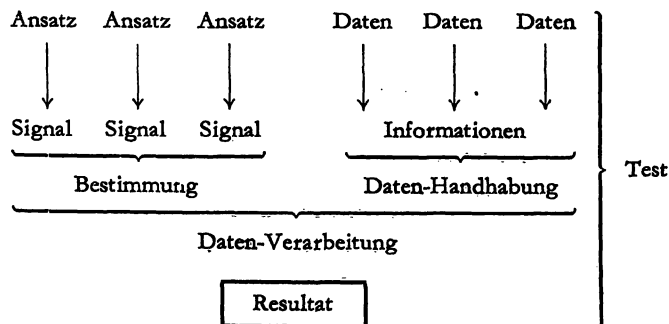 Ansatz Ansatz Ansatz Daten Daten Daten
Signal Signal Signal Informationen
Test
Bestimmung Daten-Handhabung
Daten-Verarbeitung
Resultat